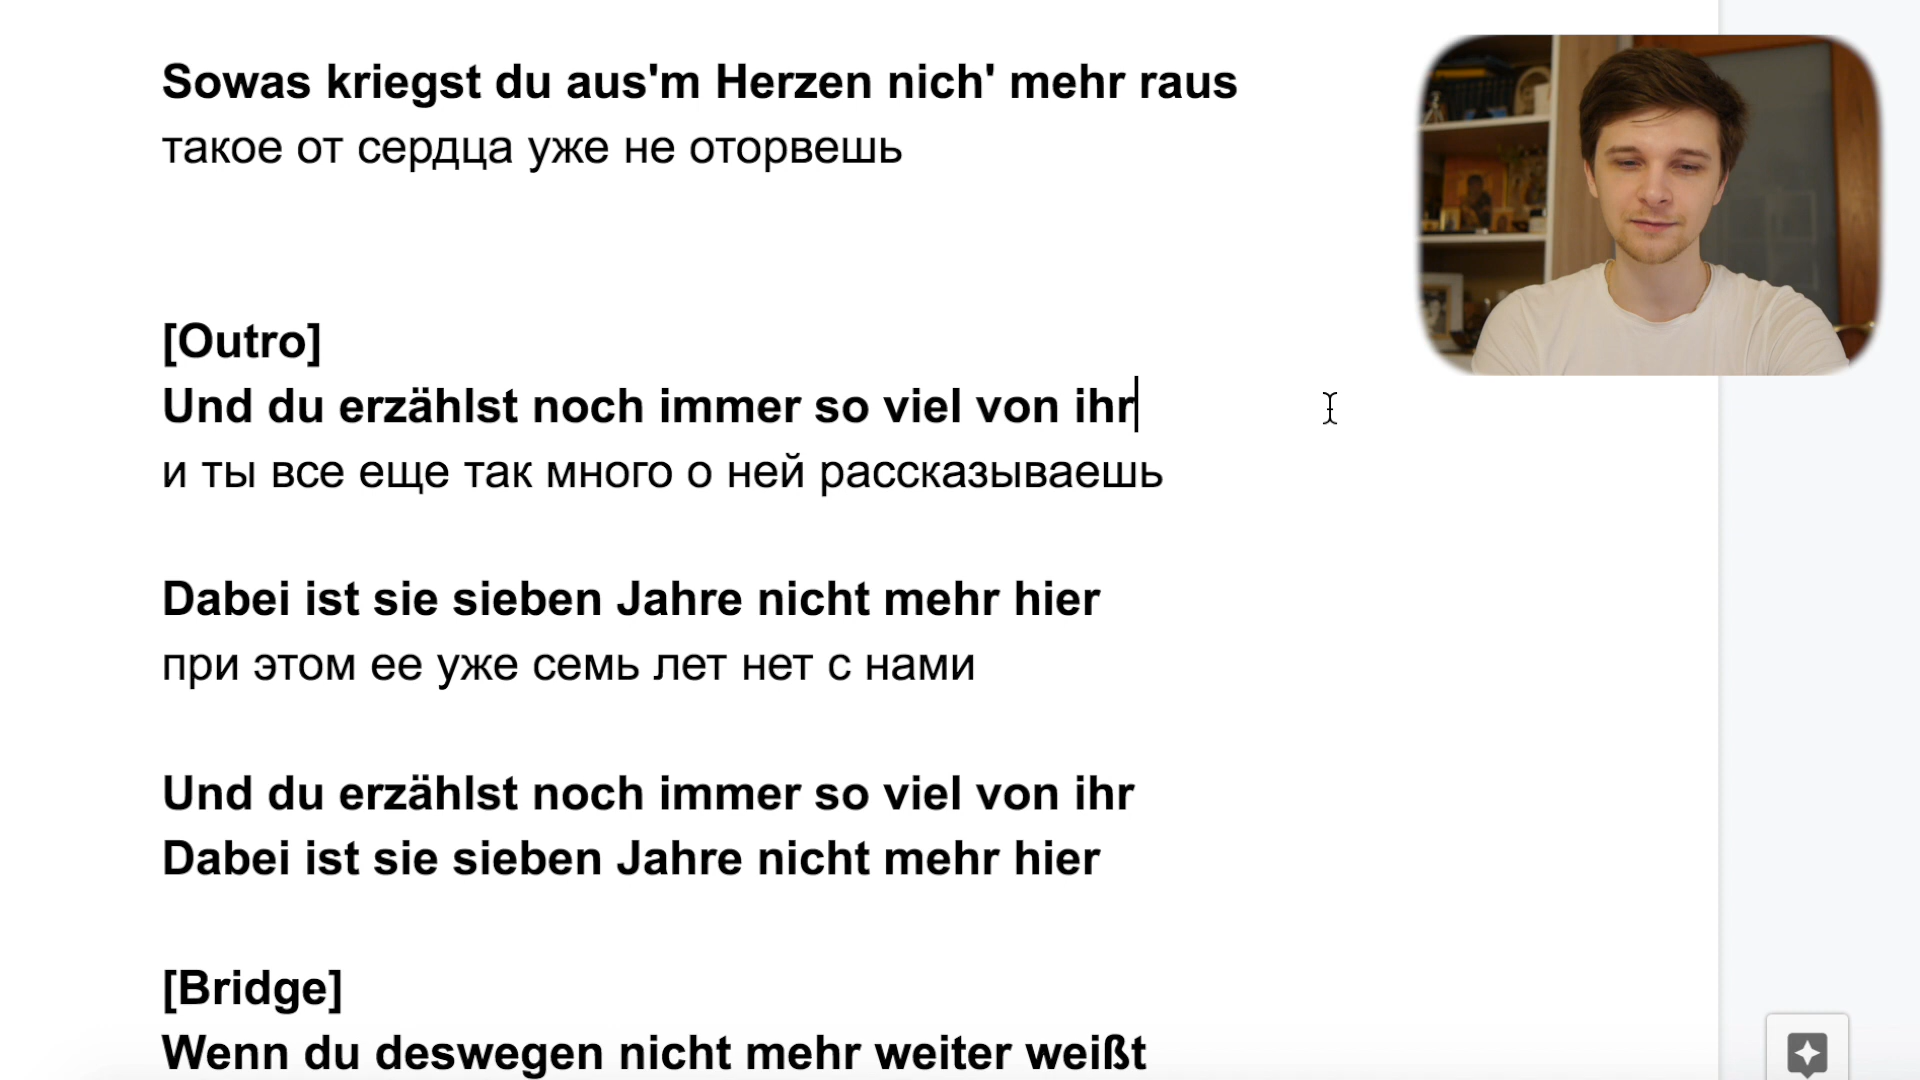 Sowas kriegst du aus'm Herzen nich' mehr raus
такое от сердца уже не оторвешь
[Outro]
Und du erzählst noch immer so viel von ihr
и ты все еще так много о ней рассказываешь
Dabei ist sie sieben Jahre nicht mehr hier
при этом ее уже семь лет нет с нами
Und du erzählst noch immer so viel von ihr
Dabei ist sie sieben Jahre nicht mehr hier
[Bridge]
Wenn du deswegen nicht mehr weiter weißt